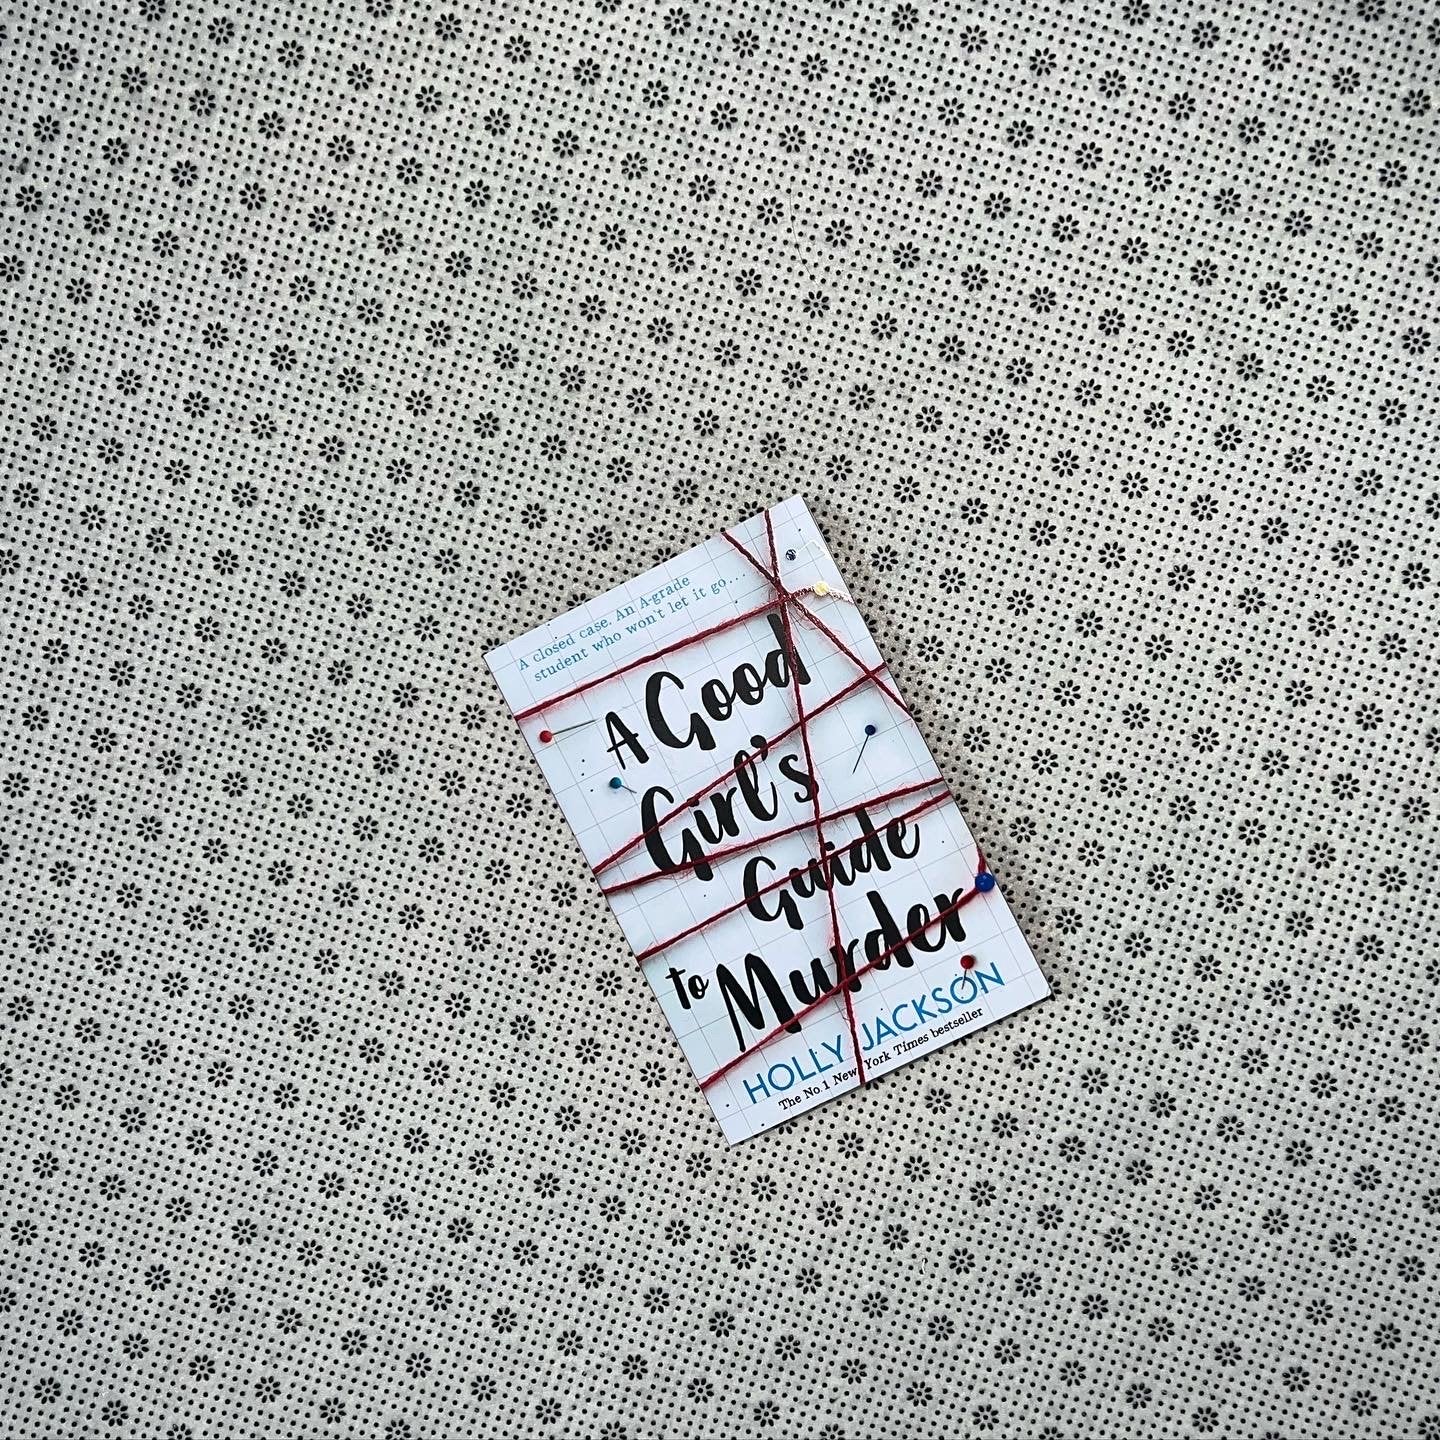 A closed case. An A-grade
student who won't let it go...
A Good
Girl's
Guide
to Murder
HOLLY JACKSON
The No.1 New York Times bestseller